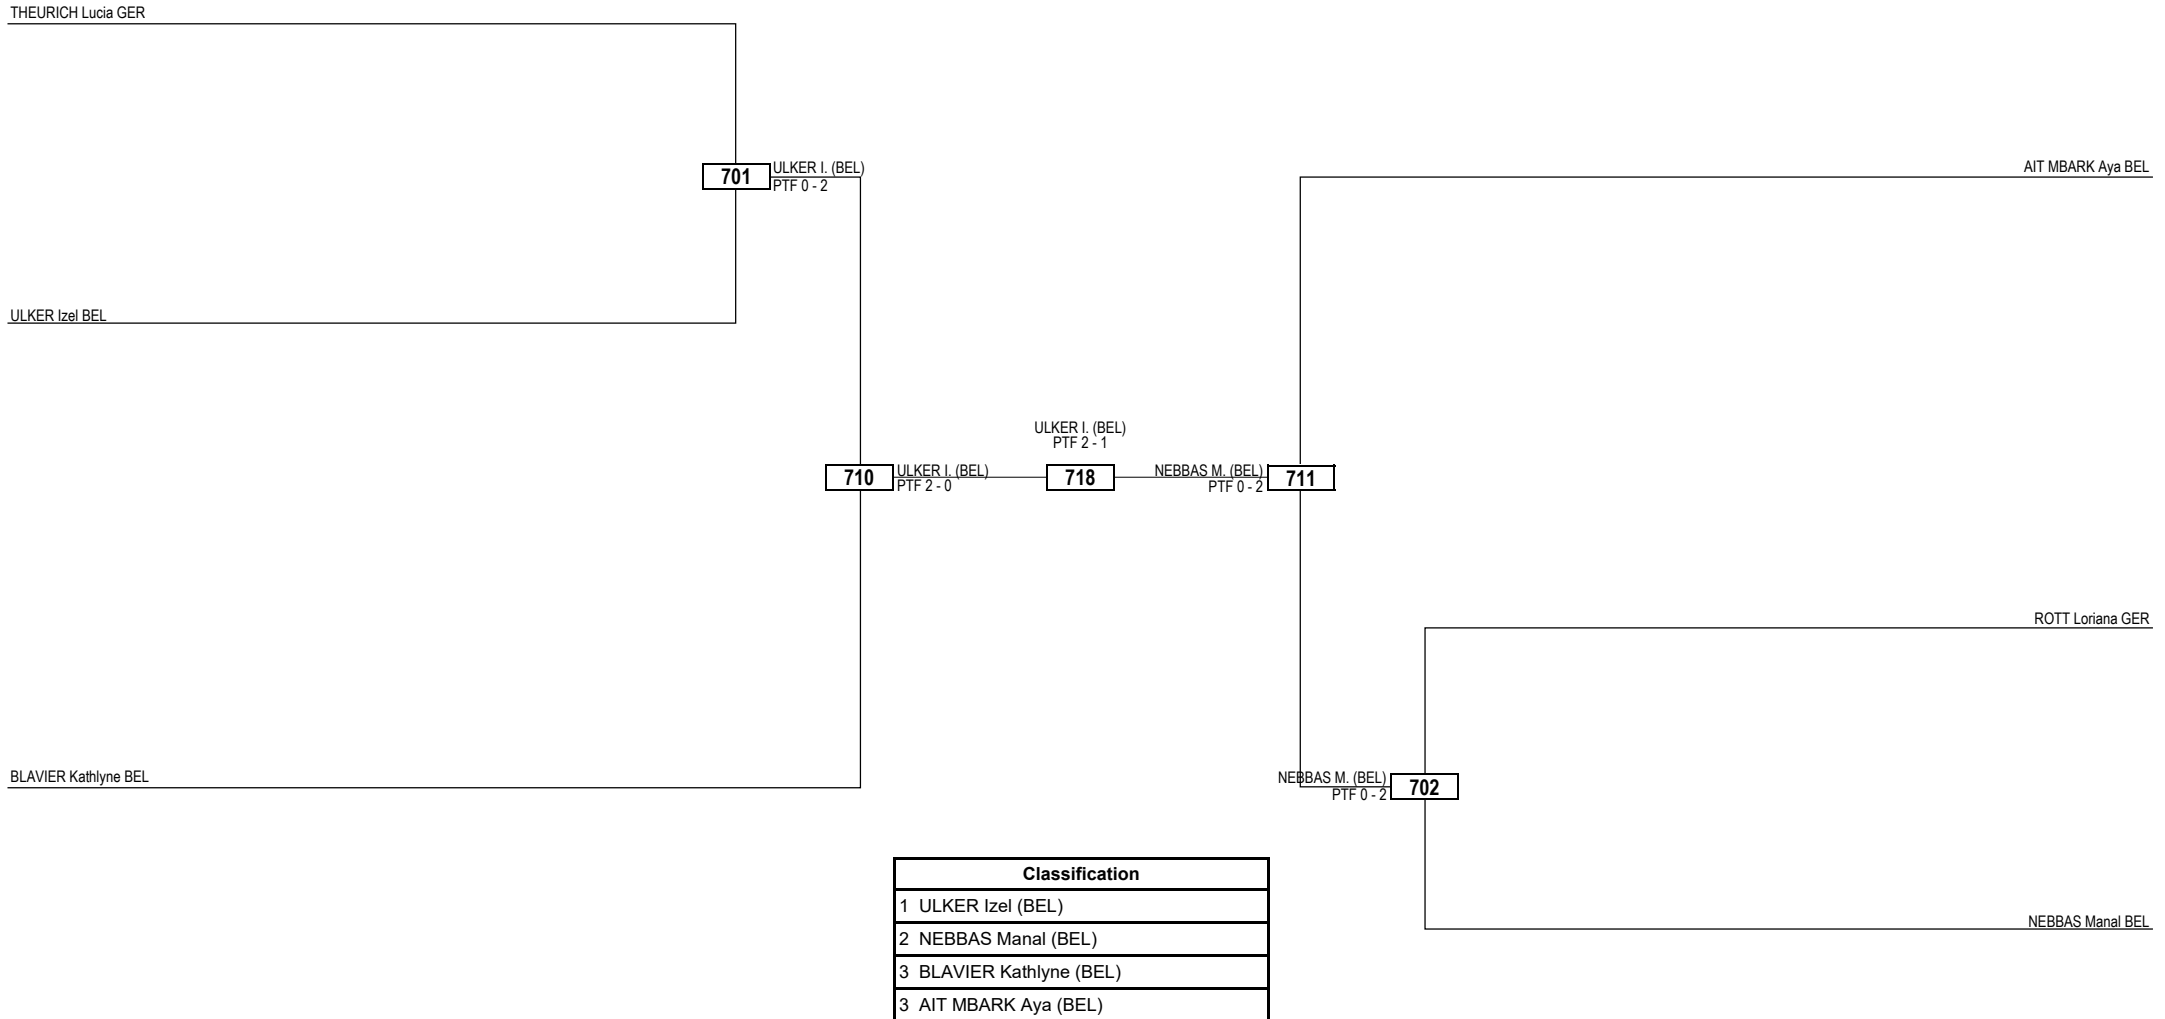 THEURICH Lucia GER
701
ULKER I. (BEL)
PTF 0 - 2
AIT MBARK Aya BEL
ULKER Izel BEL
ULKER I. (BEL)
PTF 2 - 1
710
ULKER I. (BEL)
PTF 2 - 0
718
NEBBAS M. (BEL)
PTF 0 - 2
711
ROTT Loriana GER
BLAVIER Kathlyne BEL
NEBBAS M. (BEL)
PTF 0 - 2
702
NEBBAS Manal BEL
Classification
1 ULKER Izel (BEL)
2 NEBBAS Manal (BEL)
3 BLAVIER Kathlyne (BEL)
3 AIT MBARK Aya (BEL)